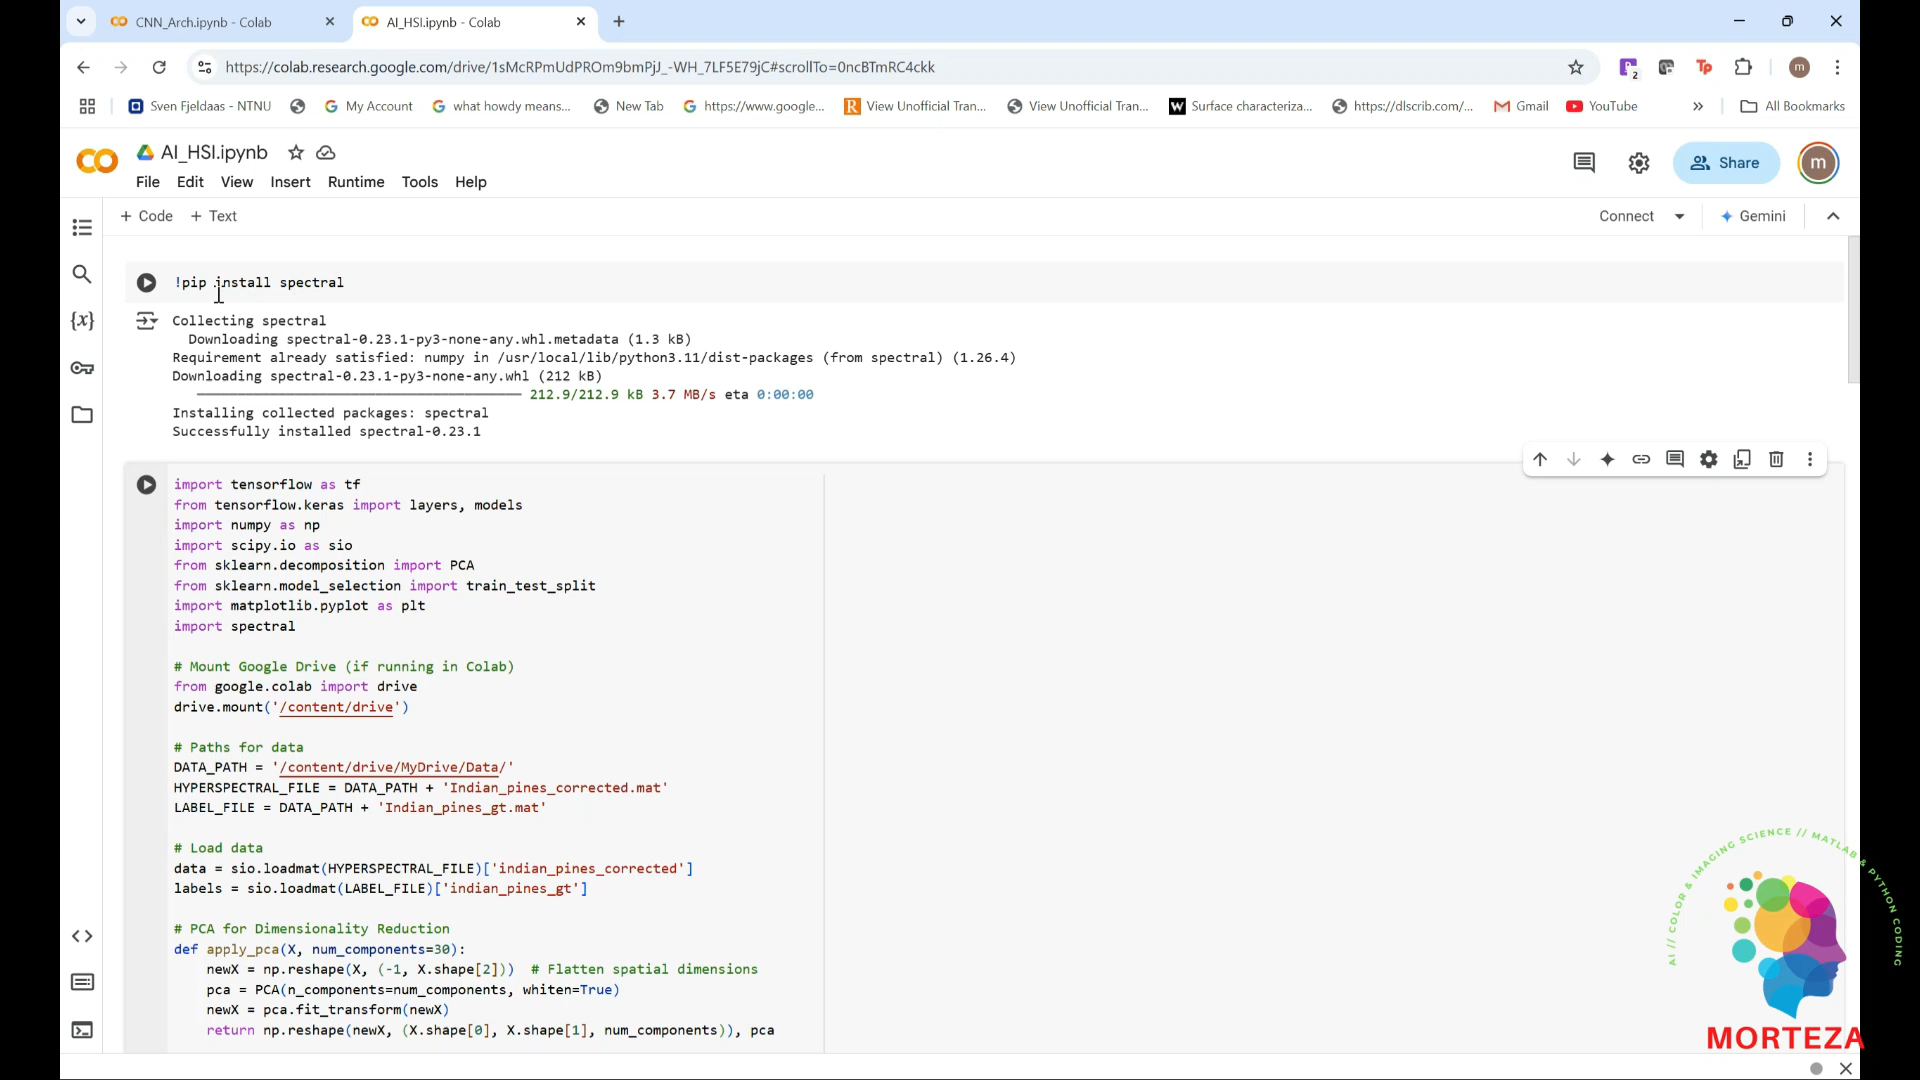 CNN_Arch.ipynb - Colab
AI_HSI.ipynb - Colab
https://colab.research.google.com/drive/1sMcRPmUdPROm9bmPjJ_-WH_7LF5E79jC#scrollTo=0ncBTmRC4ckk
2
Tp
m
Sven Fjeldaas - NTNU
My Account
what howdy means...
New Tab
https://www.google...
View Unofficial Tran...
View Unofficial Tran...
Surface characteriza...
https://dlscrib.com/...
Gmail
YouTube
All Bookmarks
AI_HSI.ipynb
Share
m
File Edit View Insert Runtime Tools Help
+ Code + Text
Connect
Gemini
!pip install spectral
Collecting spectral
Downloading spectral-0.23.1-py3-none-any.whl.metadata (1.3 kB)
Requirement already satisfied: numpy in /usr/local/lib/python3.11/dist-packages (from spectral) (1.26.4)
Downloading spectral-0.23.1-py3-none-any.whl (212 kB)
212.9/212.9 kB 3.7 MB/s eta 0:00:00
Installing collected packages: spectral
Successfully installed spectral-0.23.1
import tensorflow as tf
from tensorflow.keras import layers, models
import numpy as np
import scipy.io as sio
from sklearn.decomposition import PCA
from sklearn.model_selection import train_test_split
import matplotlib.pyplot as plt
import spectral
# Mount Google Drive (if running in Colab)
from google.colab import drive
drive.mount('/content/drive')
# Paths for data
DATA_PATH = '/content/drive/MyDrive/Data/'
HYPERSPECTRAL_FILE = DATA_PATH + 'Indian_pines_corrected.mat'
LABEL_FILE = DATA_PATH + 'Indian_pines_gt.mat'
# Load data
data = sio.loadmat(HYPERSPECTRAL_FILE)['indian_pines_corrected']
labels = sio.loadmat(LABEL_FILE)['indian_pines_gt']
# PCA for Dimensionality Reduction
def apply_pca(X, num_components=30):
newX = np.reshape(X, (-1, X.shape[2])) # Flatten spatial dimensions
pca = PCA(n_components=num_components, whiten=True)
newX = pca.fit_transform(newX)
return np.reshape(newX, (X.shape[0], X.shape[1], num_components)), pca
AI // COLOR & IMAGING SCIENCE // MATLAB & PYTHON CODING
MORTEZA